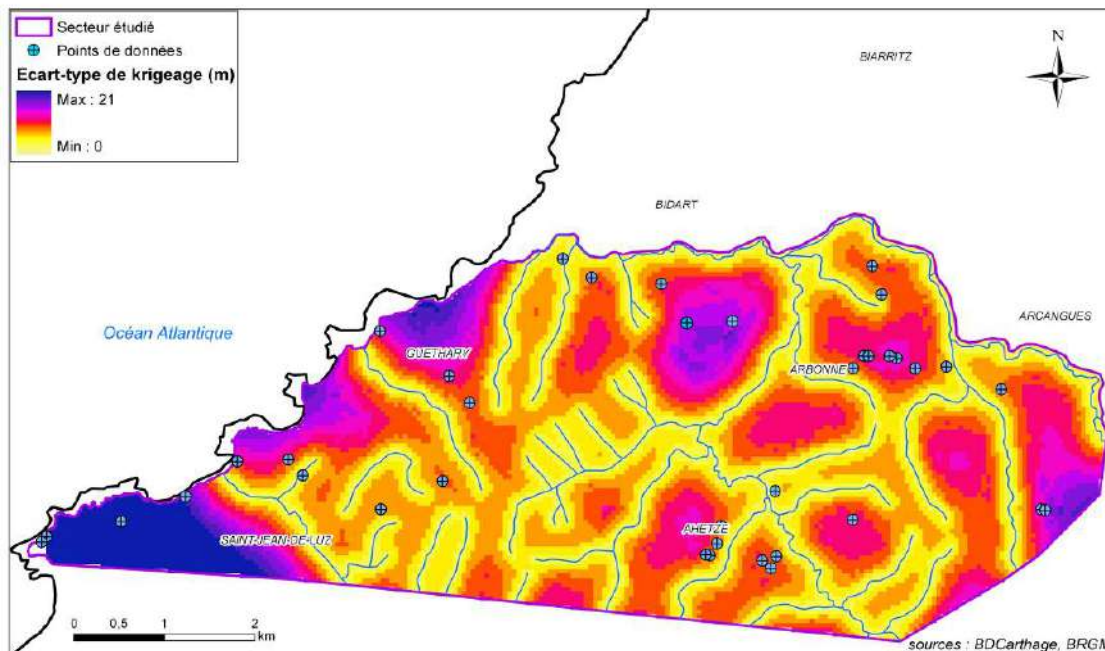 Secteur étudié
Points de données
Ecart-type de krigeage (m)
Max : 21
Min : 0
N
BIARRITZ
BIDART
Océan Atlantique
ARCANGUES
GUETHARY
ARBONNE
AHETZE
SAINT-JEAN-DE-LUZ
0 0,5 1 2
km
sources : BDCarthage, BRGM